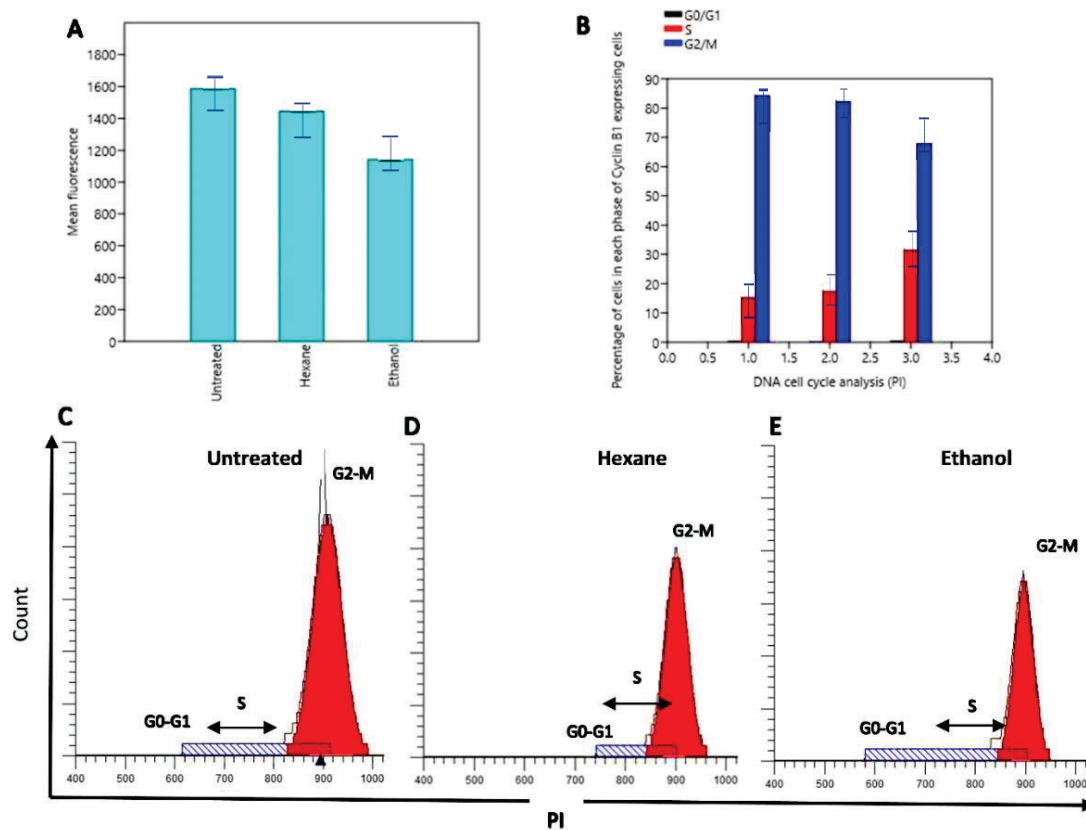 A
Mean fluorescence
1800
1600
1400
1200
1000
800
600
400
200
0
Untreated
Hexane
Ethanol
B
G0/G1
S
G2/M
Percentage of cells in each phase of Cyclin B1 expressing cells
90
80
70
60
50
40
30
20
10
0
0.0 0.5 1.0 1.5 2.0 2.5 3.0 3.5 4.0
DNA cell cycle analysis (PI)
C
Untreated
G2-M
S
G0-G1
400 500 600 700 800 900 1000
D
Hexane
G2-M
S
G0-G1
400 500 600 700 800 900 1000
E
Ethanol
G2-M
S
G0-G1
400 500 600 700 800 900 1000
Count
PI